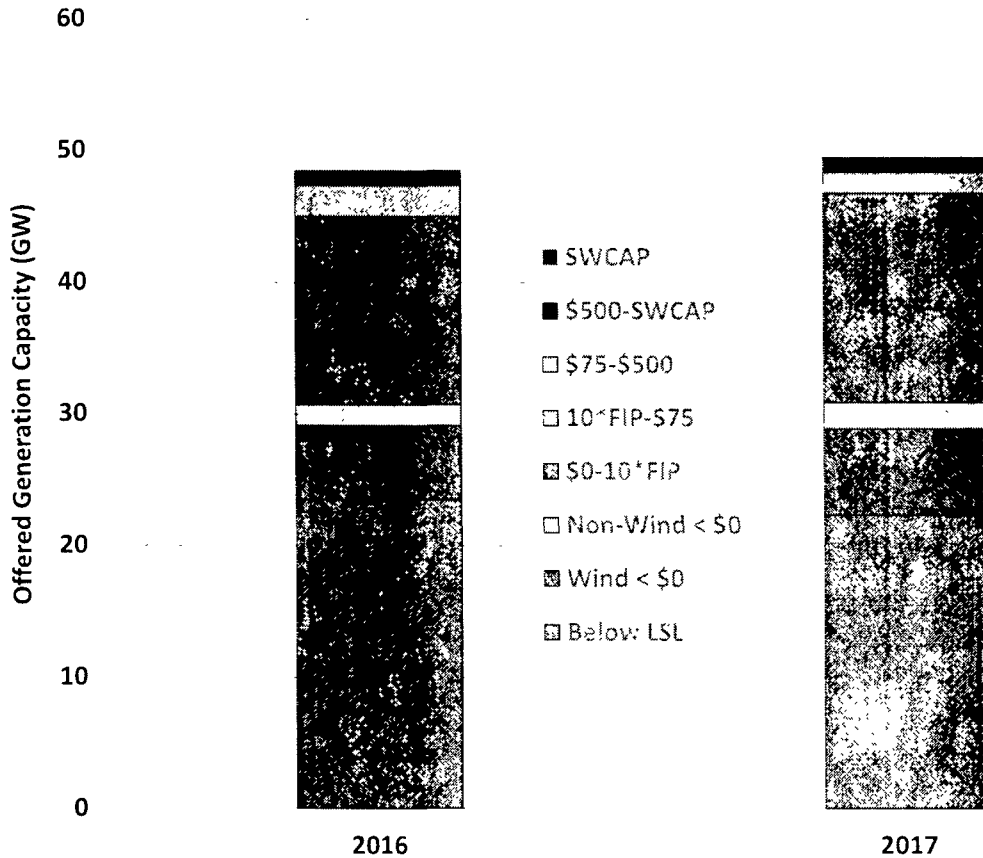 60
50
40
30
20
10
0
Offered Generation Capacity (GW)
SWCAP
$500-SWCAP
$75-$500
10*FIP-$75
$0-10*FIP
Non-Wind < $0
Wind < $0
Below LSL
2016
2017